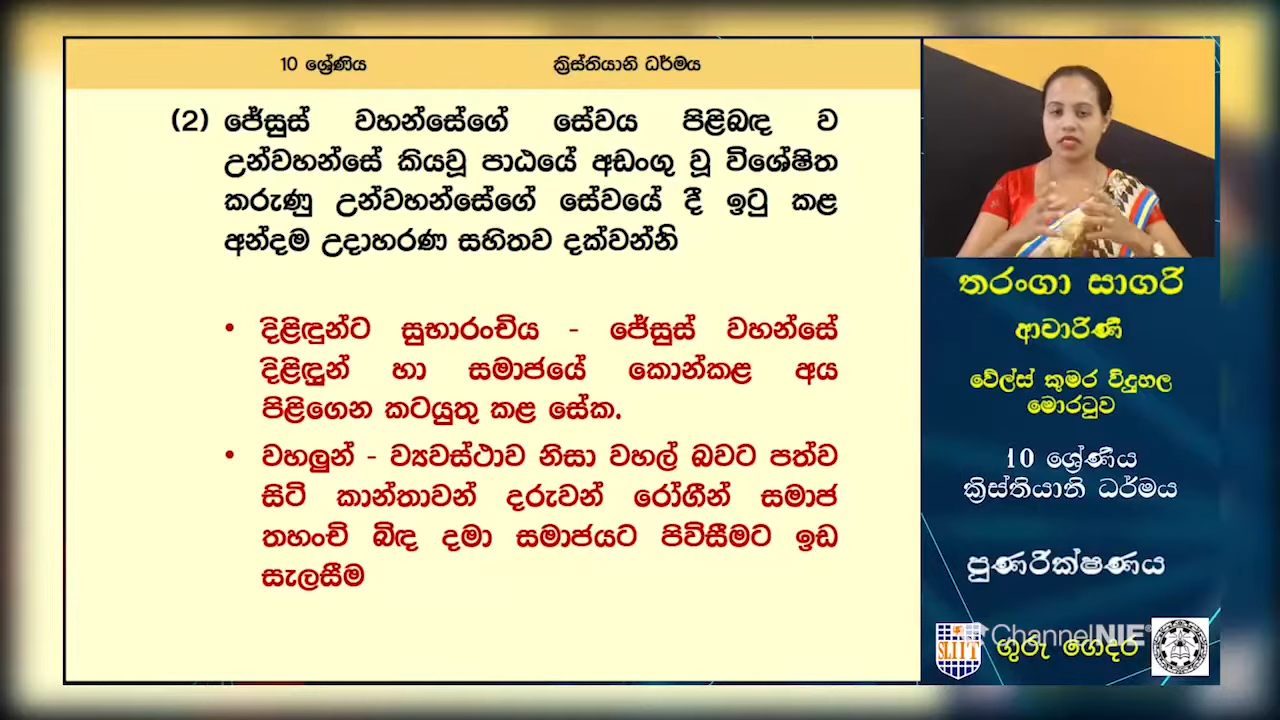 10 ශ්‍රේණිය ක්‍රිස්තියානි ධර්මය
(2) ජේසුස් වහන්සේගේ සේවය පිළිබඳ ව
උන්වහන්සේ කියවූ පාඨයේ අඩංගු වූ විශේෂිත
කරුණු උන්වහන්සේගේ සේවයේ දී ඉටු කළ
අන්දම උදාහරණ සහිතව දක්වන්න
• දිළිඳුන්ට සුභාරංචිය - ජේසුස් වහන්සේ
දිළිඳුන් හා සමාජයේ කොන්කළ අය
පිළිගෙන කටයුතු කළ සේක.
• වහලුන් - ව්‍යවස්ථාව නිසා වහල් බවට පත්ව
සිටි කාන්තාවන් දරුවන් රෝගීන් සමාජ
තහංචි බිඳ දමා සමාජයට පිවිසීමට ඉඩ
සැලසීම
තරංගා සාගරි
ආචාරිණී
වේල්ස් කුමර විදුහල
මොරටුව
10 ශ්‍රේණිය
ක්‍රිස්තියානි ධර්මය
පුණරීක්ෂණය
ChannelNIE
SLIIT ගුරු ගෙදර